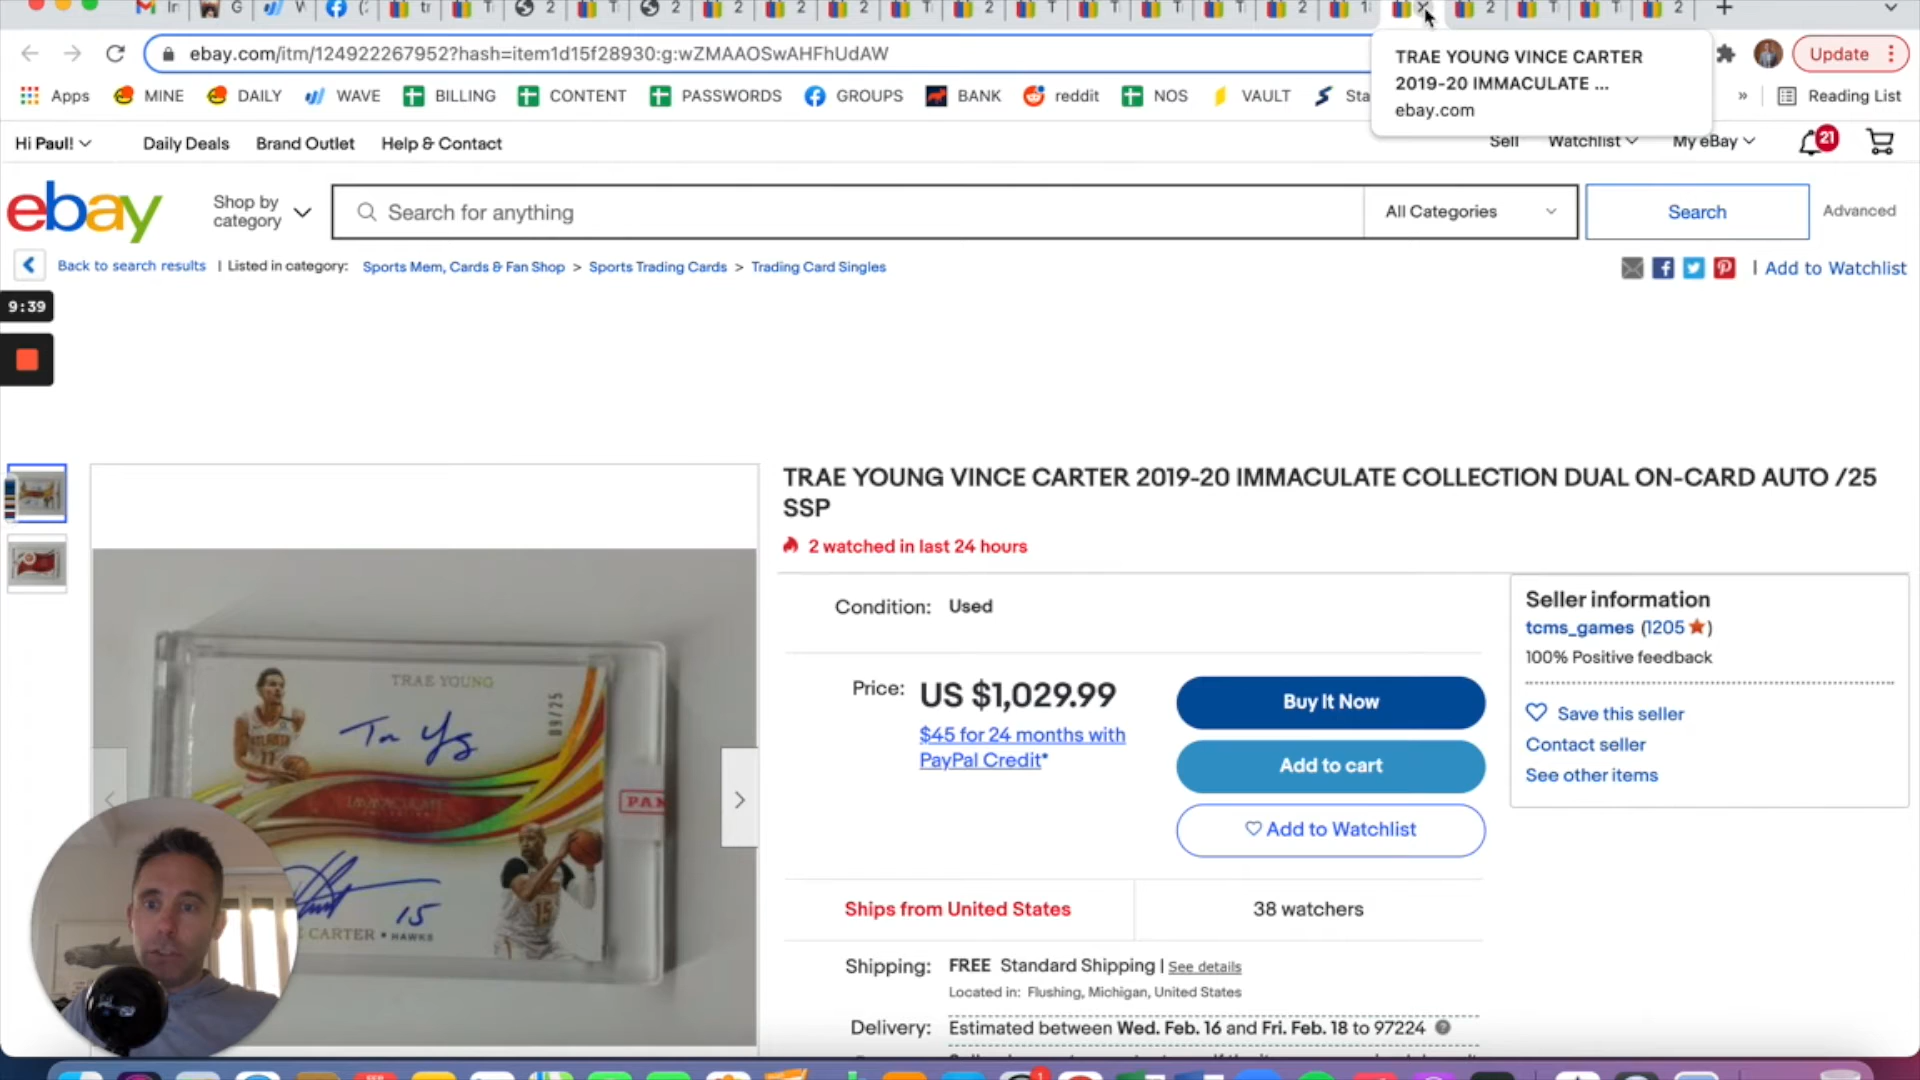 ebay.com/itm/124922267952?hash=item1d15f28930:g:wZMAAOSwAHFhUdAW
TRAE YOUNG VINCE CARTER
2019-20 IMMACULATE ...
ebay.com
Update
Apps
MINE
DAILY
WAVE
BILLING
CONTENT
PASSWORDS
GROUPS
BANK
reddit
NOS
VAULT
Sta
»
Reading List
Hi Paul!
Daily Deals
Brand Outlet
Help & Contact
Sell
Watchlist
My eBay
21
ebay
Shop by
category
Search for anything
All Categories
Search
Advanced
Back to search results
| Listed in category:
Sports Mem, Cards & Fan Shop > Sports Trading Cards > Trading Card Singles
| Add to Watchlist
9:39
TRAE YOUNG VINCE CARTER 2019-20 IMMACULATE COLLECTION DUAL ON-CARD AUTO /25
SSP
2 watched in last 24 hours
Condition: Used
Price: US $1,029.99
$45 for 24 months with
PayPal Credit*
Buy It Now
Add to cart
Add to Watchlist
Ships from United States
38 watchers
Shipping: FREE Standard Shipping | See details
Located in: Flushing, Michigan, United States
Delivery: Estimated between Wed. Feb. 16 and Fri. Feb. 18 to 97224
Seller information
tcms_games (1205)
100% Positive feedback
Save this seller
Contact seller
See other items
TRAE YOUNG
09/25
IMMACULATE
PAN
15
CARTER • HAWKS